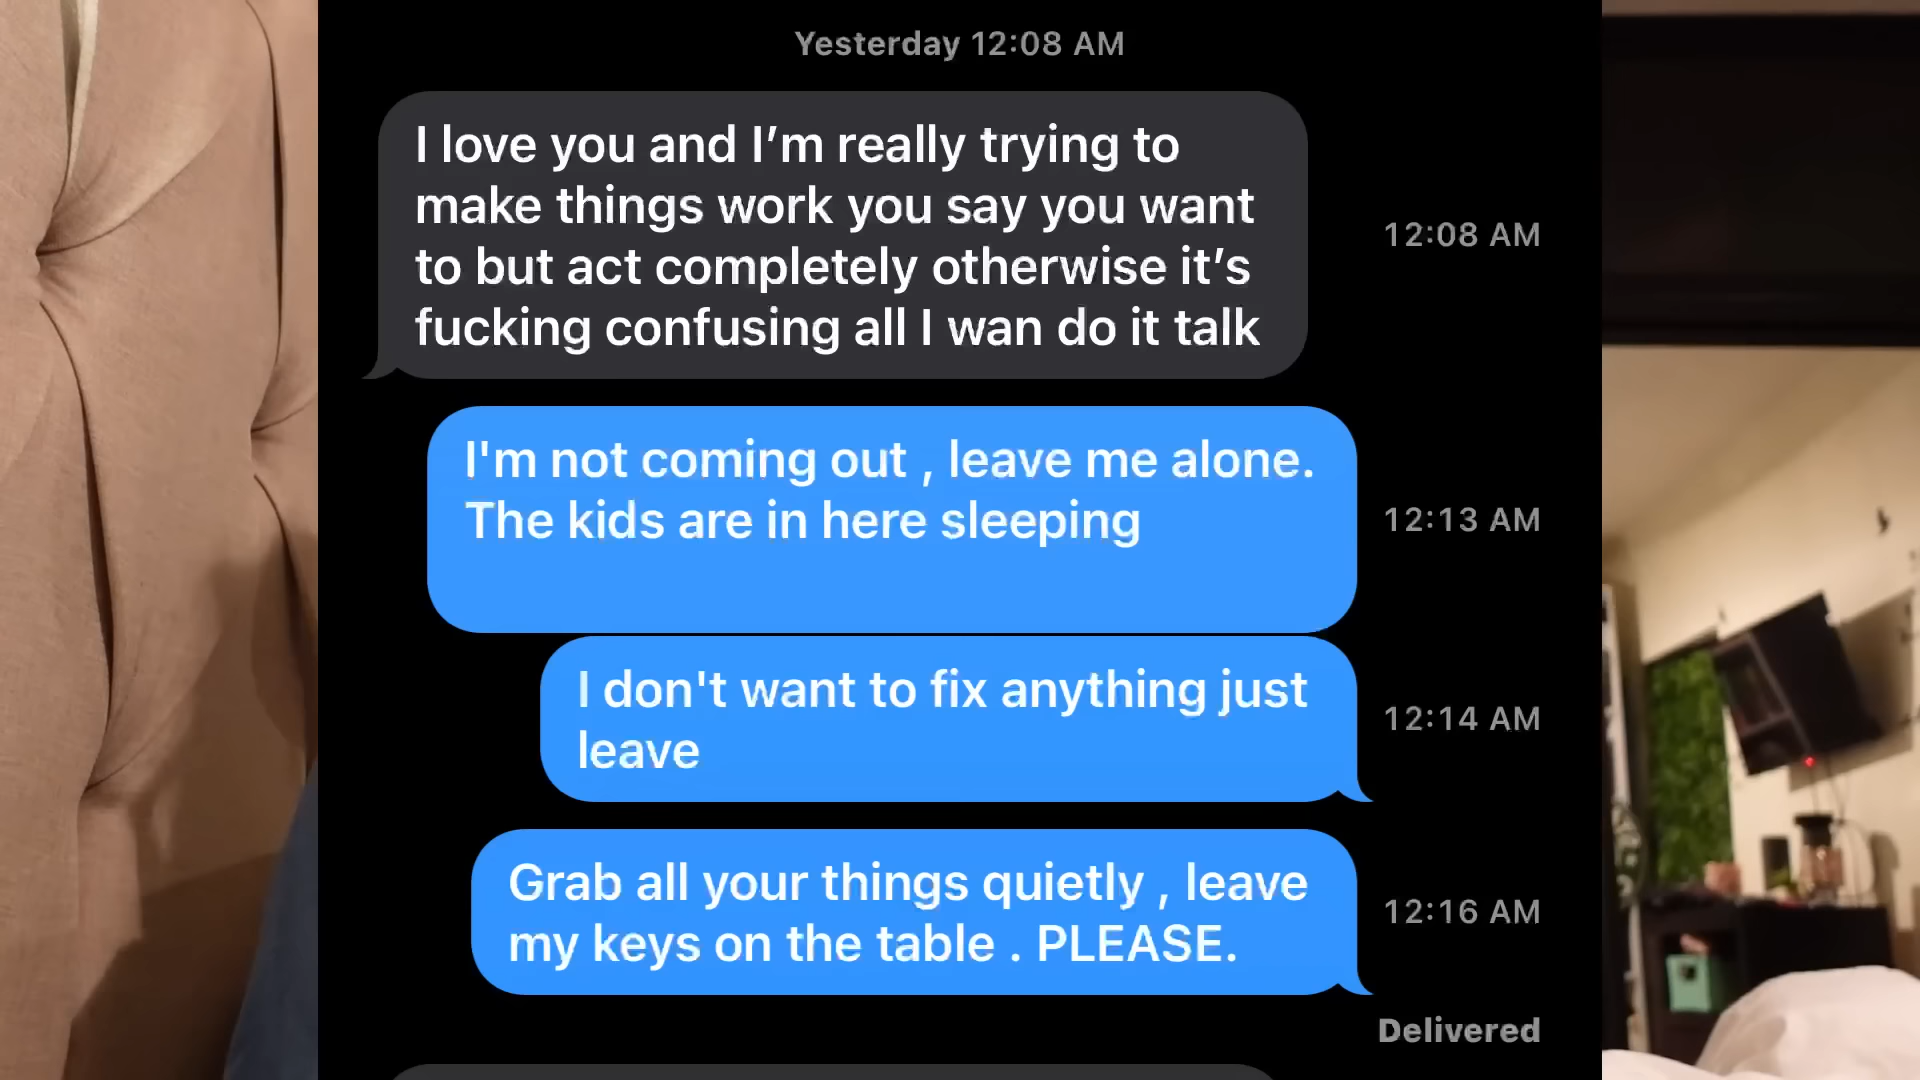 Yesterday 12:08 AM
I love you and I’m really trying to
make things work you say you want
to but act completely otherwise it’s
fucking confusing all I wan do it talk
12:08 AM
I'm not coming out , leave me alone.
The kids are in here sleeping
12:13 AM
I don't want to fix anything just
leave
12:14 AM
Grab all your things quietly , leave
my keys on the table . PLEASE.
12:16 AM
Delivered